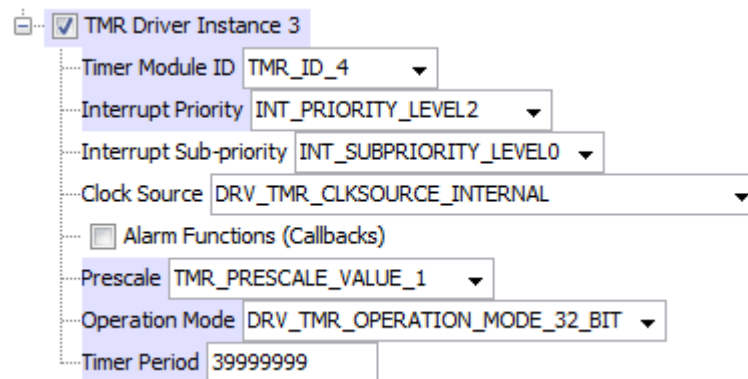 TMR Driver Instance 3
Timer Module ID TMR_ID_4
Interrupt Priority INT_PRIORITY_LEVEL2
Interrupt Sub-priority INT_SUBPRIORITY_LEVEL0
Clock Source DRV_TMR_CLKSOURCE_INTERNAL
Alarm Functions (Callbacks)
Prescale TMR_PRESCALE_VALUE_1
Operation Mode DRV_TMR_OPERATION_MODE_32_BIT
Timer Period 39999999